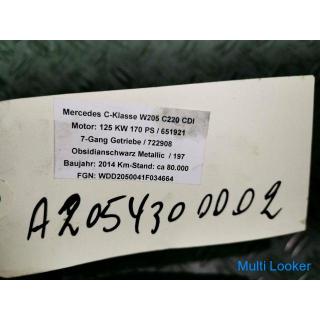 Mercedes C-Klasse W205 C220 CDI
Motor: 125 KW 170 PS / 651921
7-Gang Getriebe / 722908
Obsidianschwarz Metallic / 197
Baujahr: 2014 Km-Stand: ca 80.000
FGN: WDD2050041F034664
A2054300002
Multi Looker